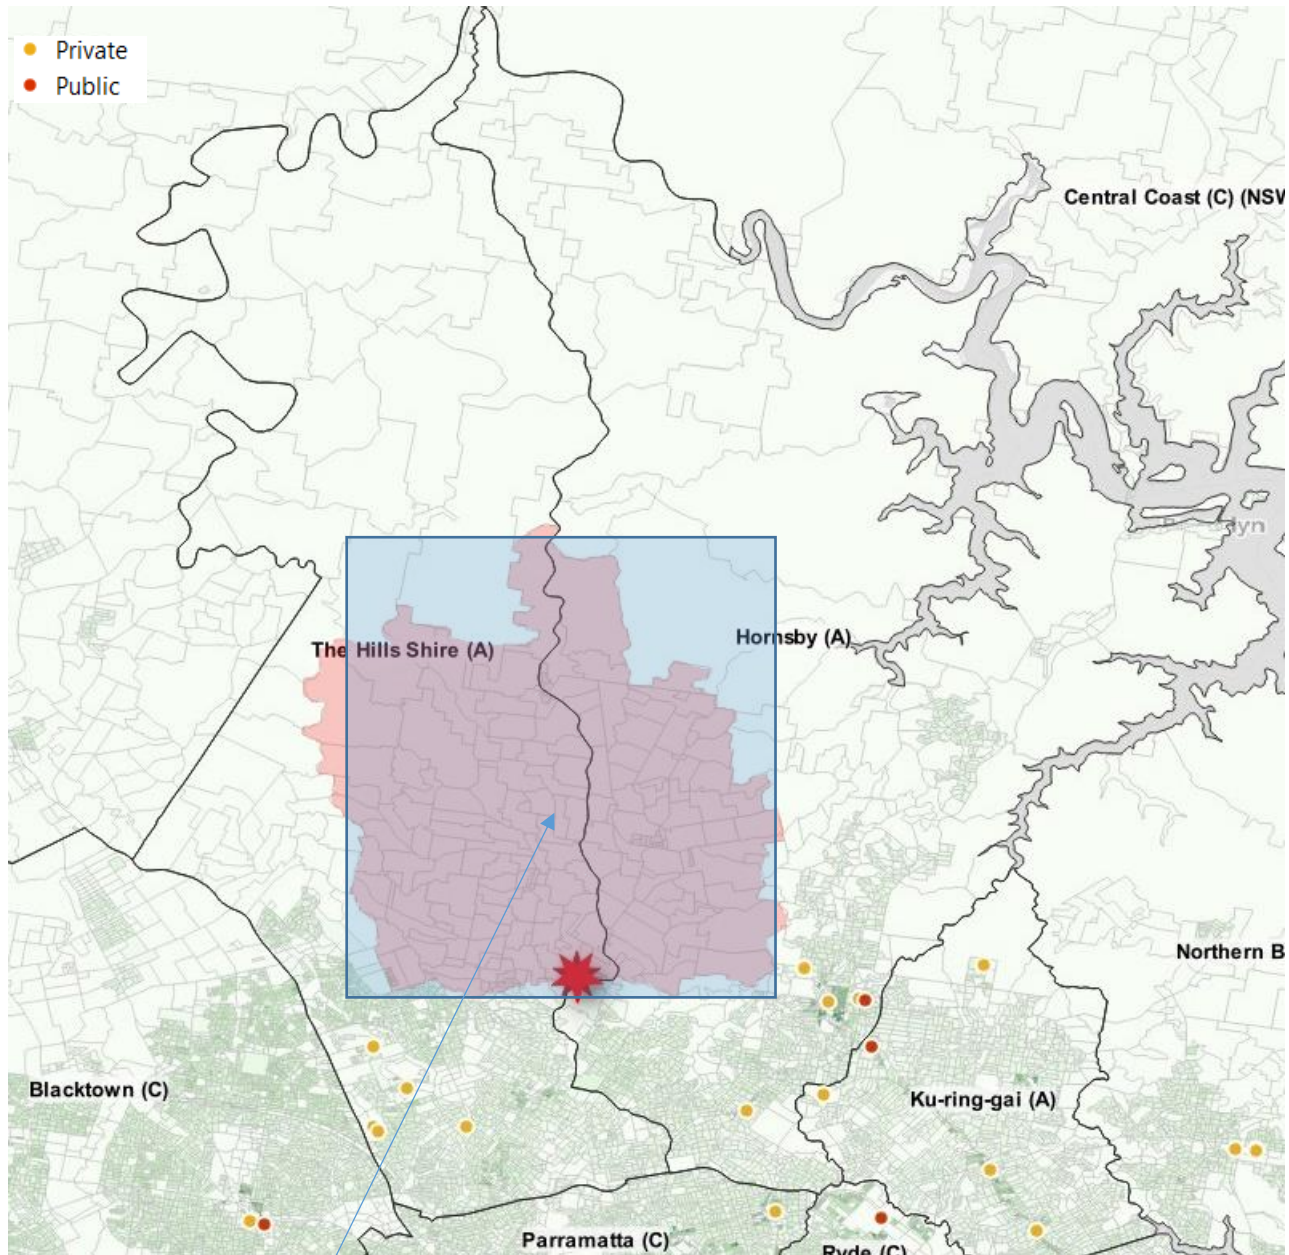 Private
Public
Central Coast (C) (NSW
The Hills Shire (A)
Hornsby (A)
Northern B
Blacktown (C)
Ku-ring-gai (A)
Parramatta (C)
Ryde (C)